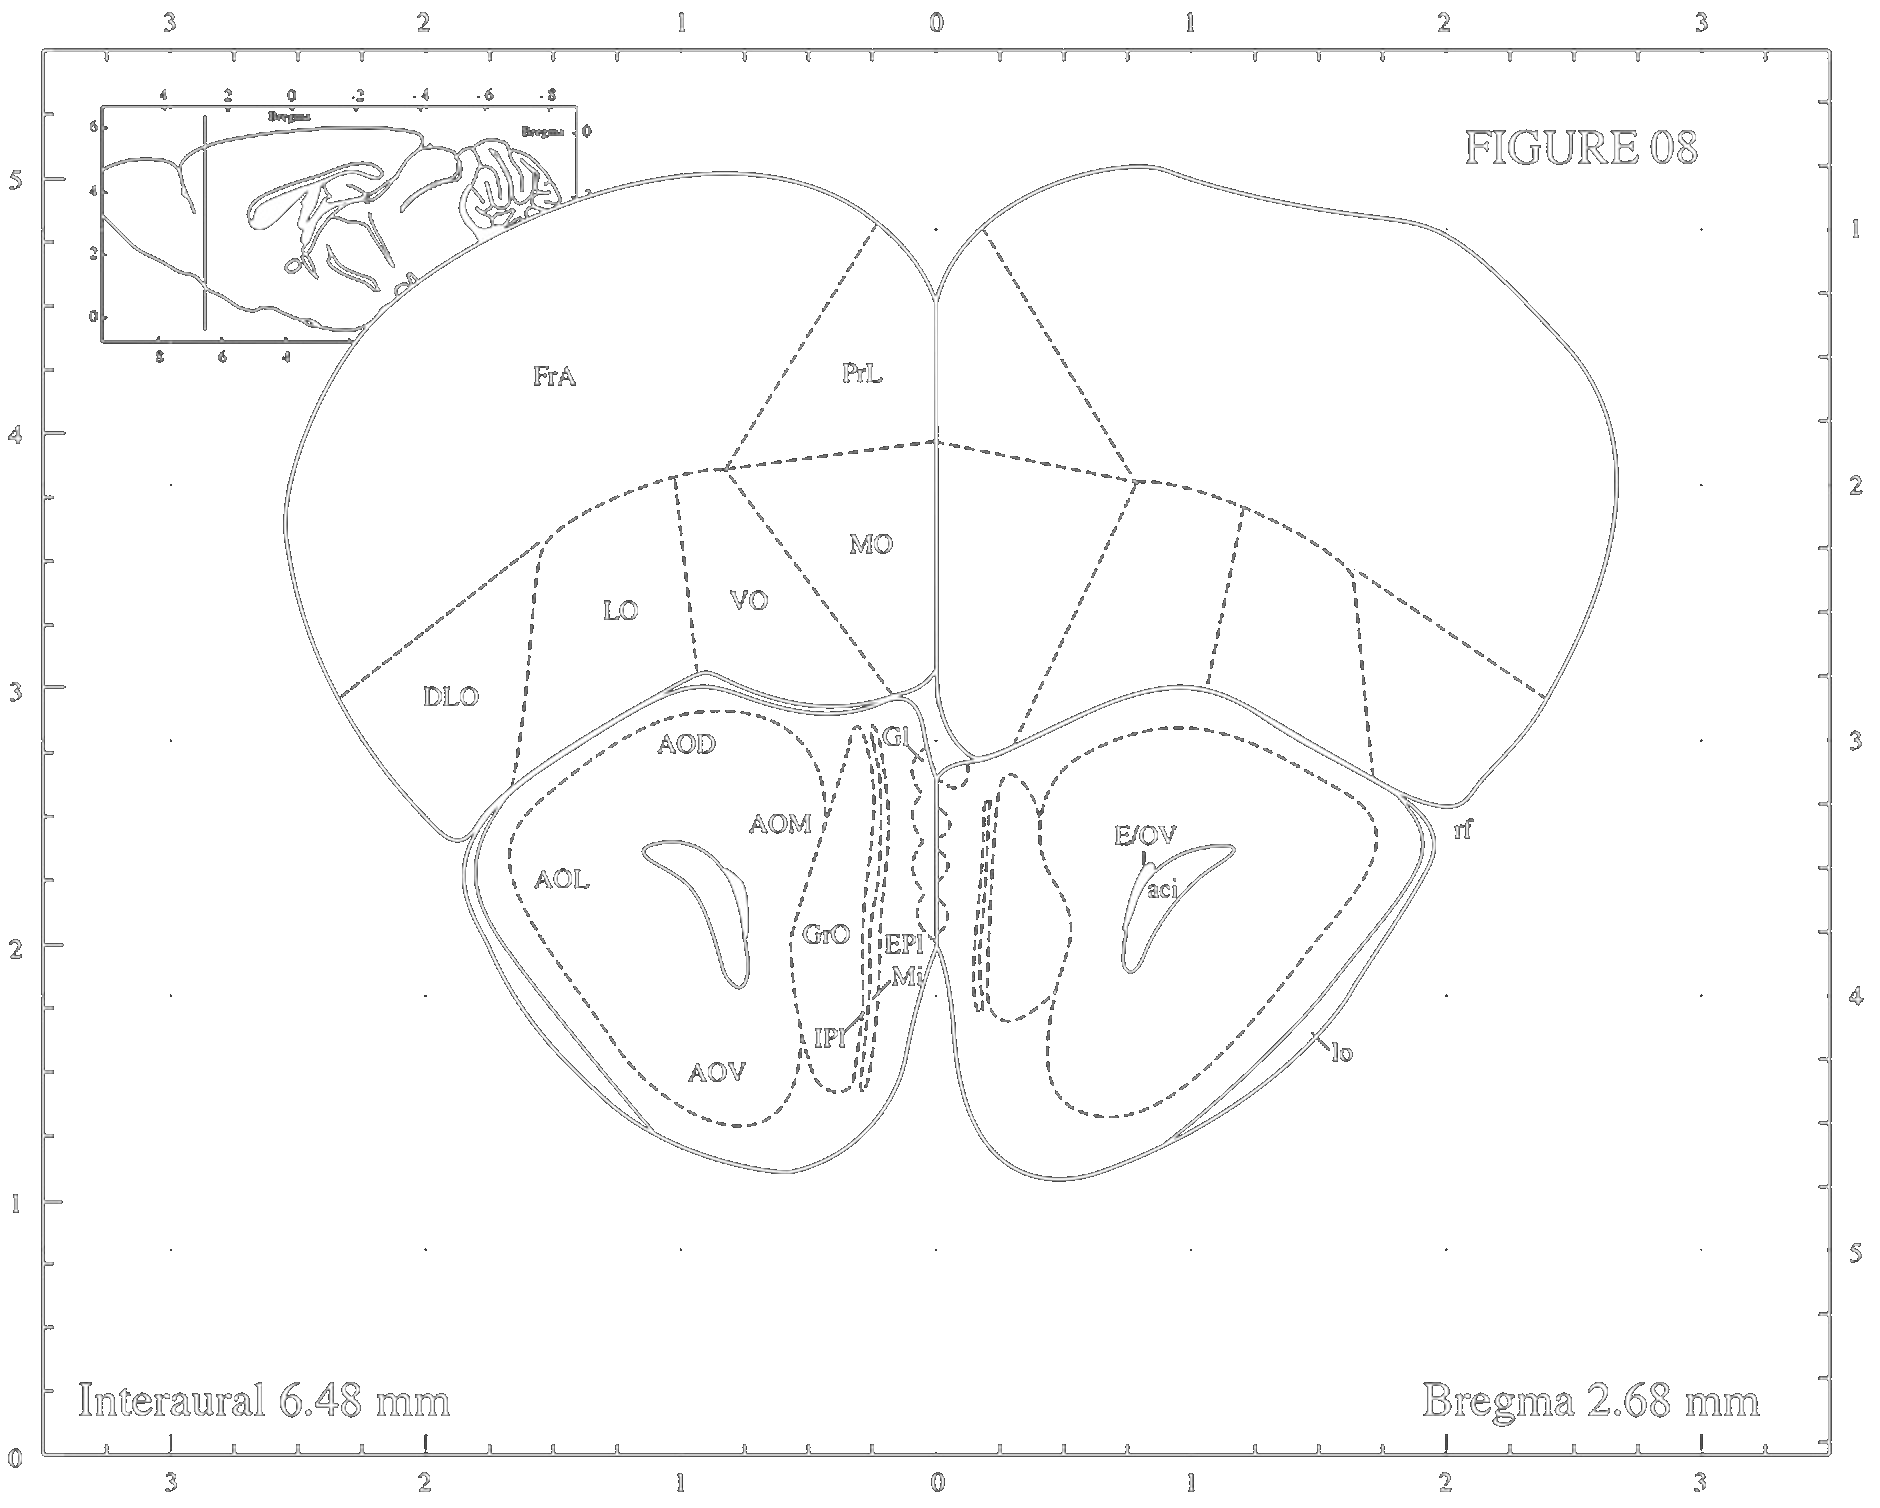 3 2 1 0 1 2 3
4 2 0 -2 -4 -6 -8
Bregma
Bregma 0
6
4
2
0
8 6 4
FIGURE 08
5
4
3
2
1
0
1
2
3
4
5
FrA
PrL
MO
VO
LO
DLO
GI
AOD
AOM
E/OV
rf
AOL
aci
GrO
EPI
Mi
IPI
lo
AOV
Interaural 6.48 mm
Bregma 2.68 mm
3 2 1 0 1 2 3